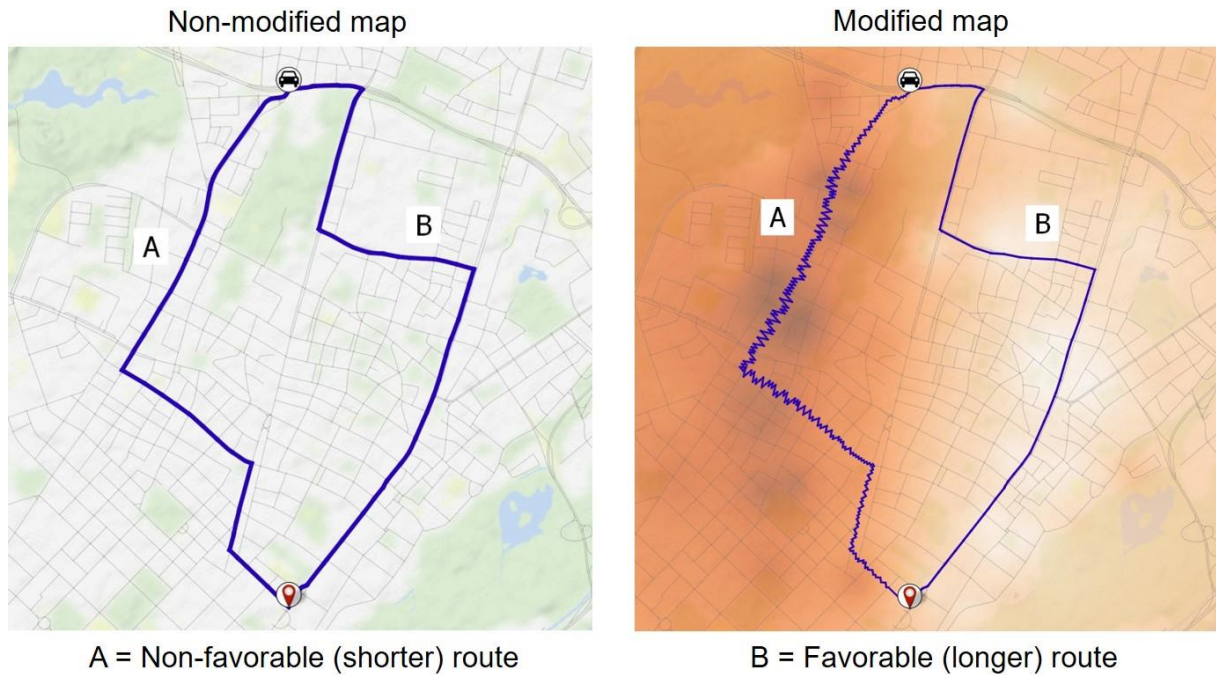 Non-modified map
Modified map
A
B
A
B
A = Non-favorable (shorter) route
B = Favorable (longer) route